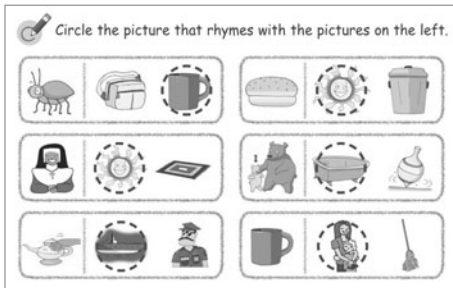 Circle the picture that rhymes with the pictures on the left.